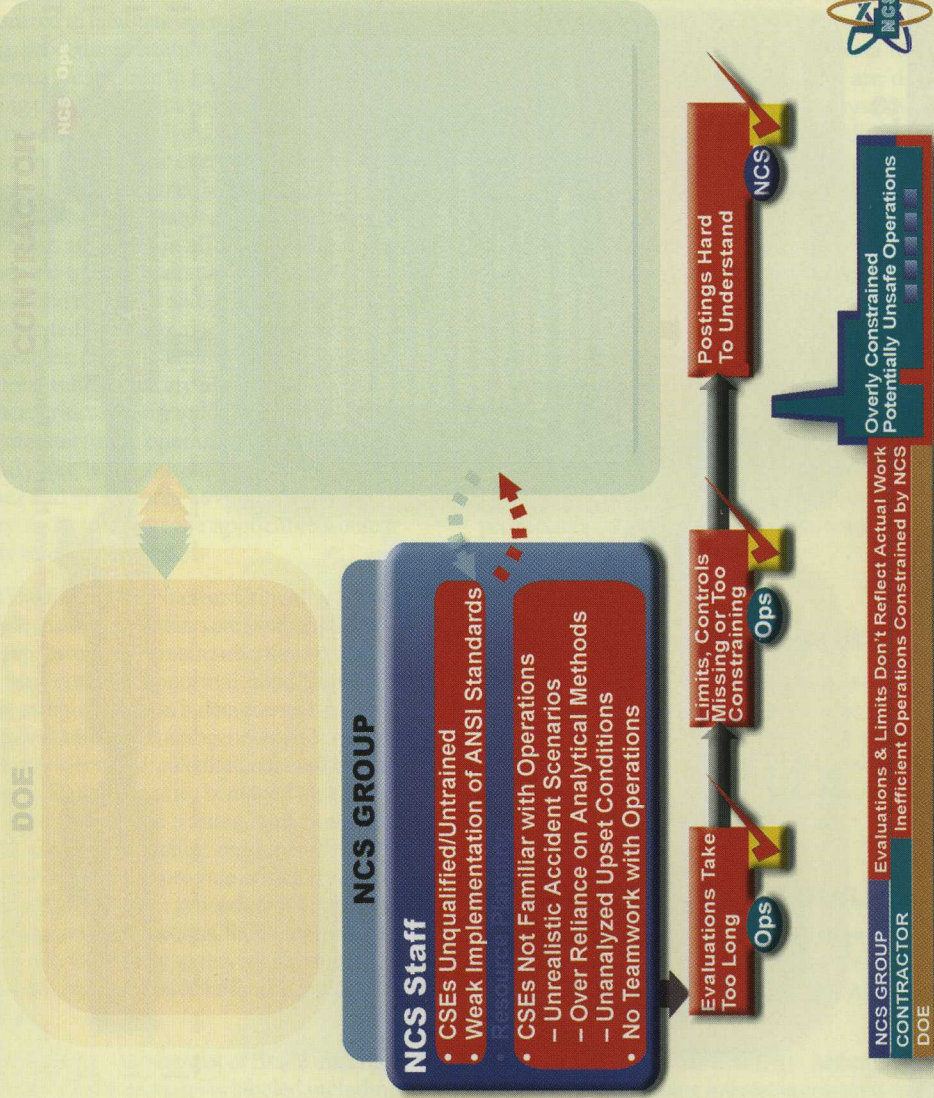 DOE
CONTRACTOR
NCS Ops
NCS GROUP
NCS Staff
• CSEs Unqualified/Untrained
• Weak Implementation of ANSI Standards
• Resource Planning
• CSEs Not Familiar with Operations
– Unrealistic Accident Scenarios
– Over Reliance on Analytical Methods
– Unanalyzed Upset Conditions
• No Teamwork with Operations
Evaluations Take
Too Long
Ops
Limits, Controls
Missing or Too
Constraining
Ops
Postings Hard
To Understand
NCS
NCS GROUP
Evaluations & Limits Don't Reflect Actual Work
CONTRACTOR
Inefficient Operations Constrained by NCS
DOE
Overly Constrained
Potentially Unsafe Operations
NCS